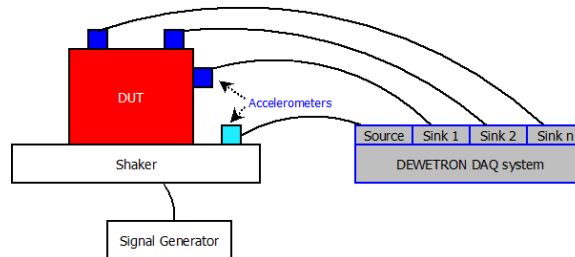 DUT
Accelerometers
Source
Sink 1
Sink 2
Sink n
Shaker
DEWETRON DAQ system
Signal Generator